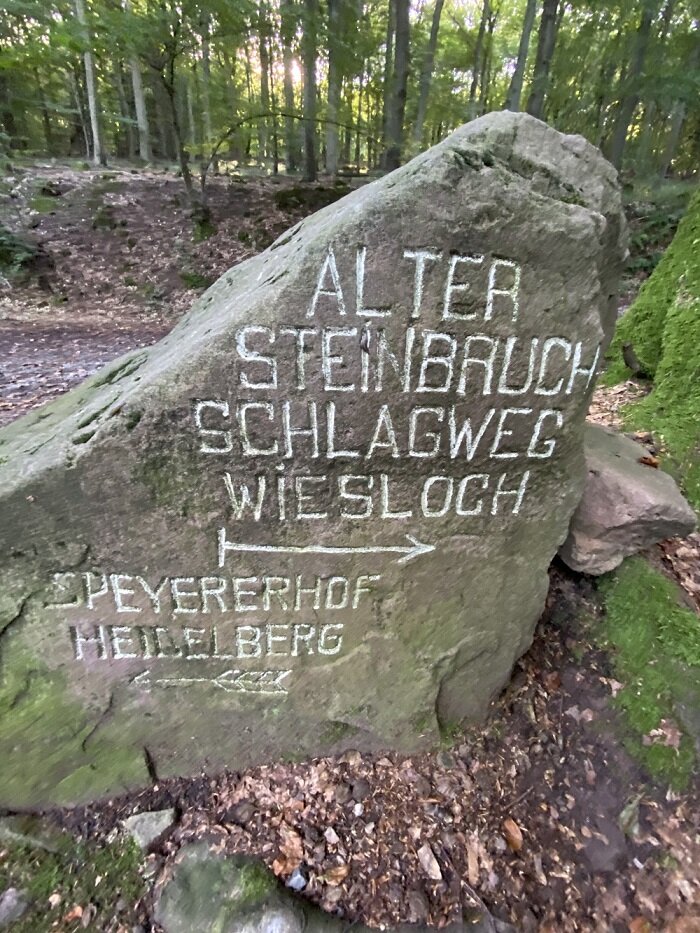 ALTER
STEiNBRUCH
SCHLAGWEG
WiESLOCH
SPEYERERHOF
HEIDELBERG